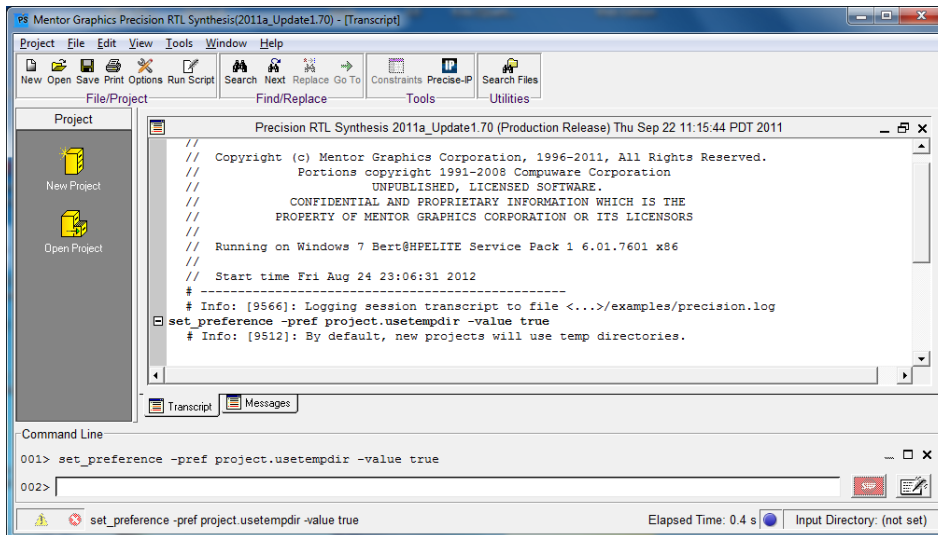 PS Mentor Graphics Precision RTL Synthesis(2011a_Update1.70) - [Transcript]
Project File Edit View Tools Window Help
New Open Save Print Options Run Script Search Next Replace Go To Constraints Precise-IP Search Files
File/Project Find/Replace Tools Utilities
Project
New Project
Open Project
Precision RTL Synthesis 2011a_Update1.70 (Production Release) Thu Sep 22 11:15:44 PDT 2011
//
// Copyright (c) Mentor Graphics Corporation, 1996-2011, All Rights Reserved.
// Portions copyright 1991-2008 Compuware Corporation
// UNPUBLISHED, LICENSED SOFTWARE.
// CONFIDENTIAL AND PROPRIETARY INFORMATION WHICH IS THE
// PROPERTY OF MENTOR GRAPHICS CORPORATION OR ITS LICENSORS
//
// Running on Windows 7 Bert@HPELITE Service Pack 1 6.01.7601 x86
//
// Start time Fri Aug 24 23:06:31 2012
# -------------------------------------------------
# Info: [9566]: Logging session transcript to file <...>/examples/precision.log
set_preference -pref project.usetempdir -value true
# Info: [9512]: By default, new projects will use temp directories.
Transcript Messages
Command Line
001> set_preference -pref project.usetempdir -value true
002>
set_preference -pref project.usetempdir -value true Elapsed Time: 0.4 s Input Directory: (not set)